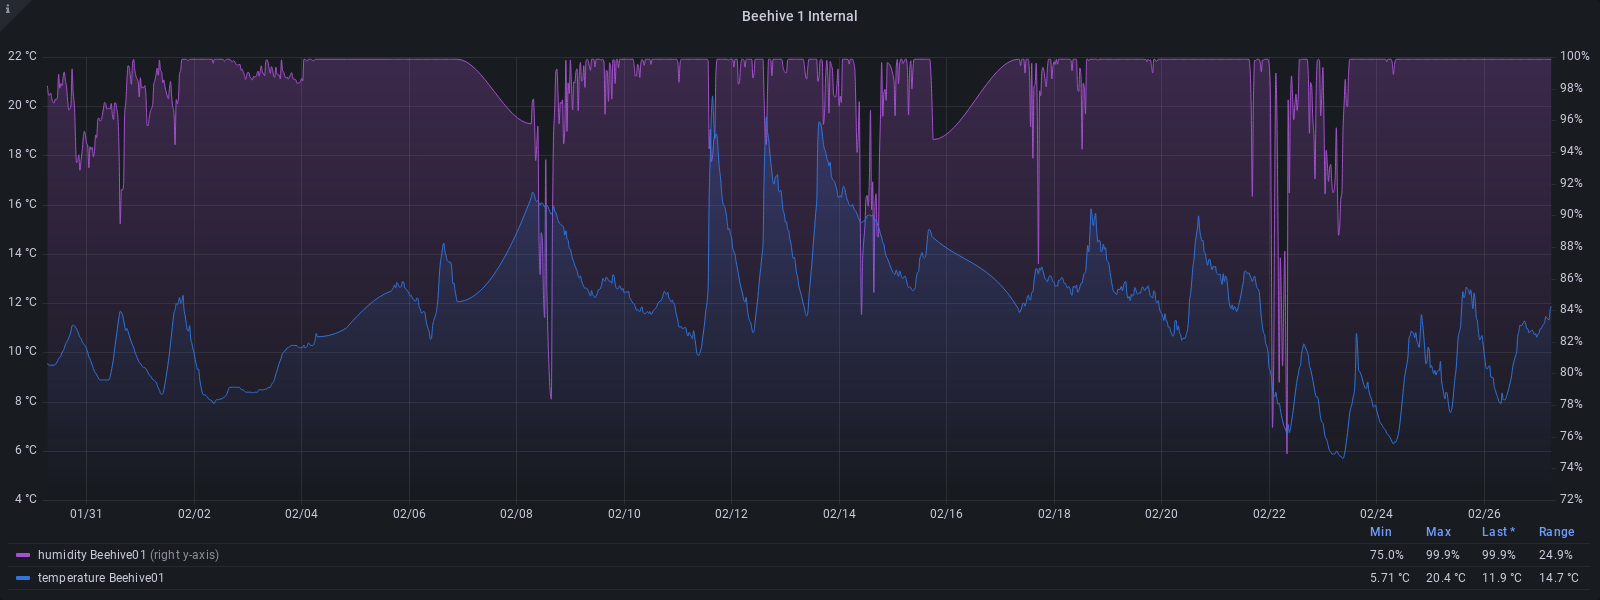 i
Beehive 1 Internal
22 °C 100%
98%
20 °C
96%
18 °C 94%
92%
16 °C
90%
14 °C 88%
86%
12 °C
84%
10 °C 82%
80%
8 °C 78%
76%
6 °C
74%
4 °C 72%
01/31 02/02 02/04 02/06 02/08 02/10 02/12 02/14 02/16 02/18 02/20 02/22 02/24 02/26
Min Max Last * Range
humidity Beehive01 (right y-axis) 75.0% 99.9% 99.9% 24.9%
temperature Beehive01 5.71 °C 20.4 °C 11.9 °C 14.7 °C